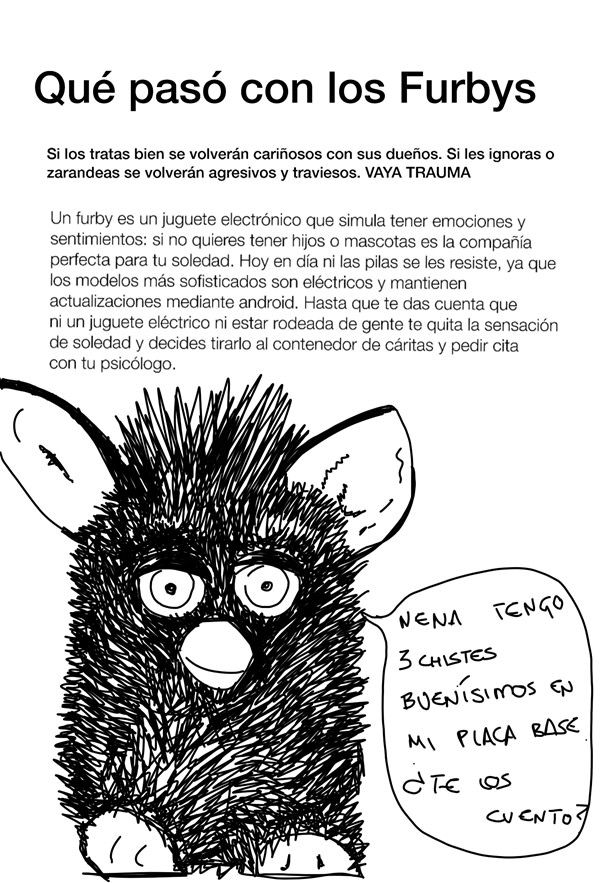 Qué pasó con los Furbys
Si los tratas bien se volverán cariñosos con sus dueños. Si les ignoras o
zarandeas se volverán agresivos y traviesos. VAYA TRAUMA
Un furby es un juguete electrónico que simula tener emociones y
sentimientos: si no quieres tener hijos o mascotas es la compañía
perfecta para tu soledad. Hoy en día ni las pilas se les resiste, ya que
los modelos más sofisticados son eléctricos y mantienen
actualizaciones mediante android. Hasta que te das cuenta que
ni un juguete eléctrico ni estar rodeada de gente te quita la sensación
de soledad y decides tirarlo al contenedor de cáritas y pedir cita
con tu psicólogo.
NENA TENGO
3 CHISTES
BUENÍSIMOS EN
MI PLACA BASE
¿TE LOS
CUENTO?